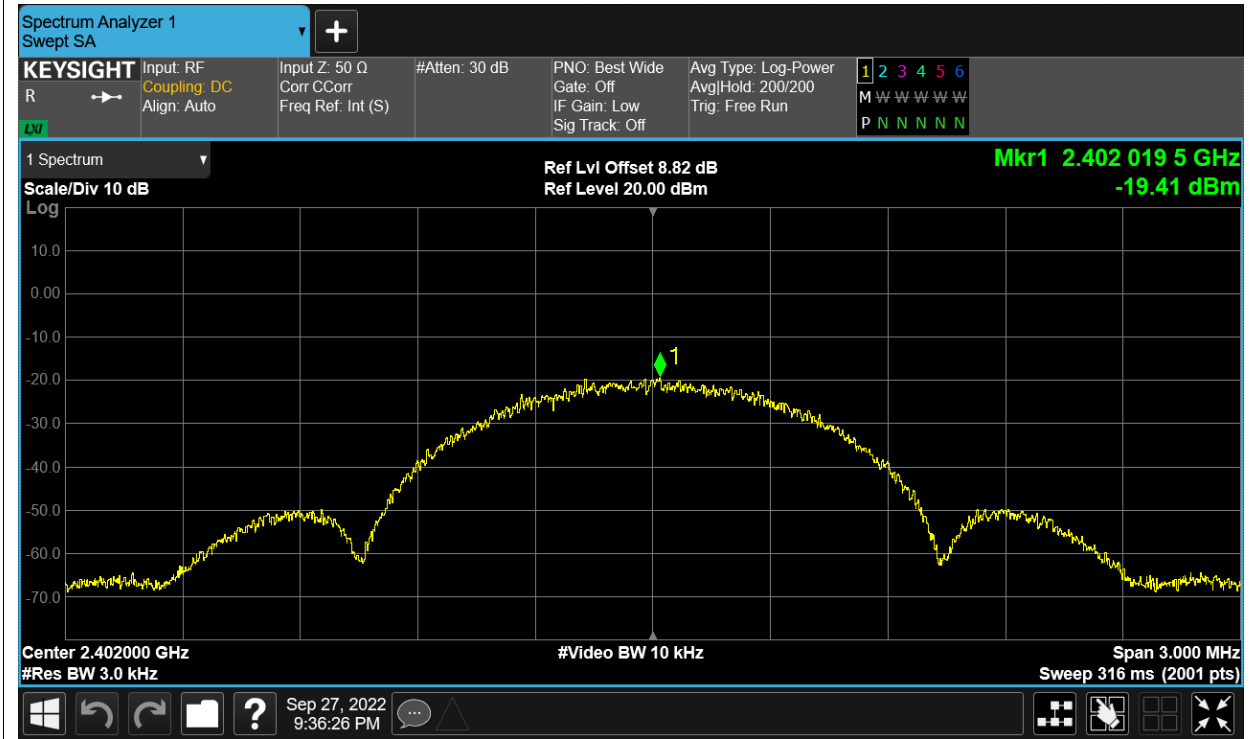 Spectrum Analyzer 1
Swept SA
KEYSIGHT
R
LXI
Input: RF
Coupling: DC
Align: Auto
Input Z: 50 Ω
Corr CCorr
Freq Ref: Int (S)
#Atten: 30 dB
PNO: Best Wide
Gate: Off
IF Gain: Low
Sig Track: Off
Avg Type: Log-Power
Avg|Hold: 200/200
Trig: Free Run
1 2 3 4 5 6
M W W W W W
P N N N N N
1 Spectrum
Scale/Div 10 dB
Log
Ref Lvl Offset 8.82 dB
Ref Level 20.00 dBm
Mkr1 2.402 019 5 GHz
-19.41 dBm
10.0
0.00
-10.0
1
-20.0
-30.0
-40.0
-50.0
-60.0
-70.0
Center 2.402000 GHz
#Video BW 10 kHz
Span 3.000 MHz
#Res BW 3.0 kHz
Sweep 316 ms (2001 pts)
?
Sep 27, 2022
9:36:26 PM